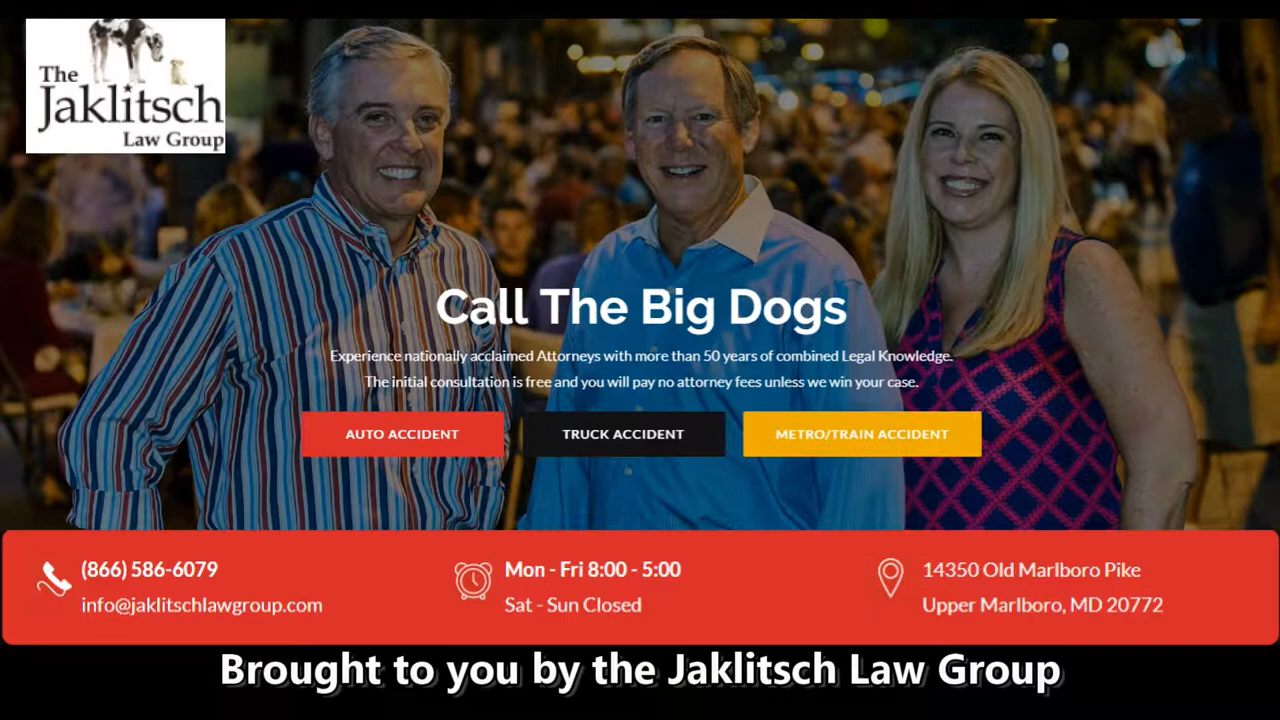 The
Jaklitsch
Law Group
Call The Big Dogs
Experience nationally acclaimed Attorneys with more than 50 years of combined Legal Knowledge.
The initial consultation is free and you will pay no attorney fees unless we win your case.
AUTO ACCIDENT
TRUCK ACCIDENT
METRO/TRAIN ACCIDENT
(866) 586-6079
info@jaklitschlawgroup.com
Mon - Fri 8:00 - 5:00
Sat - Sun Closed
14350 Old Marlboro Pike
Upper Marlboro, MD 20772
Brought to you by the Jaklitsch Law Group